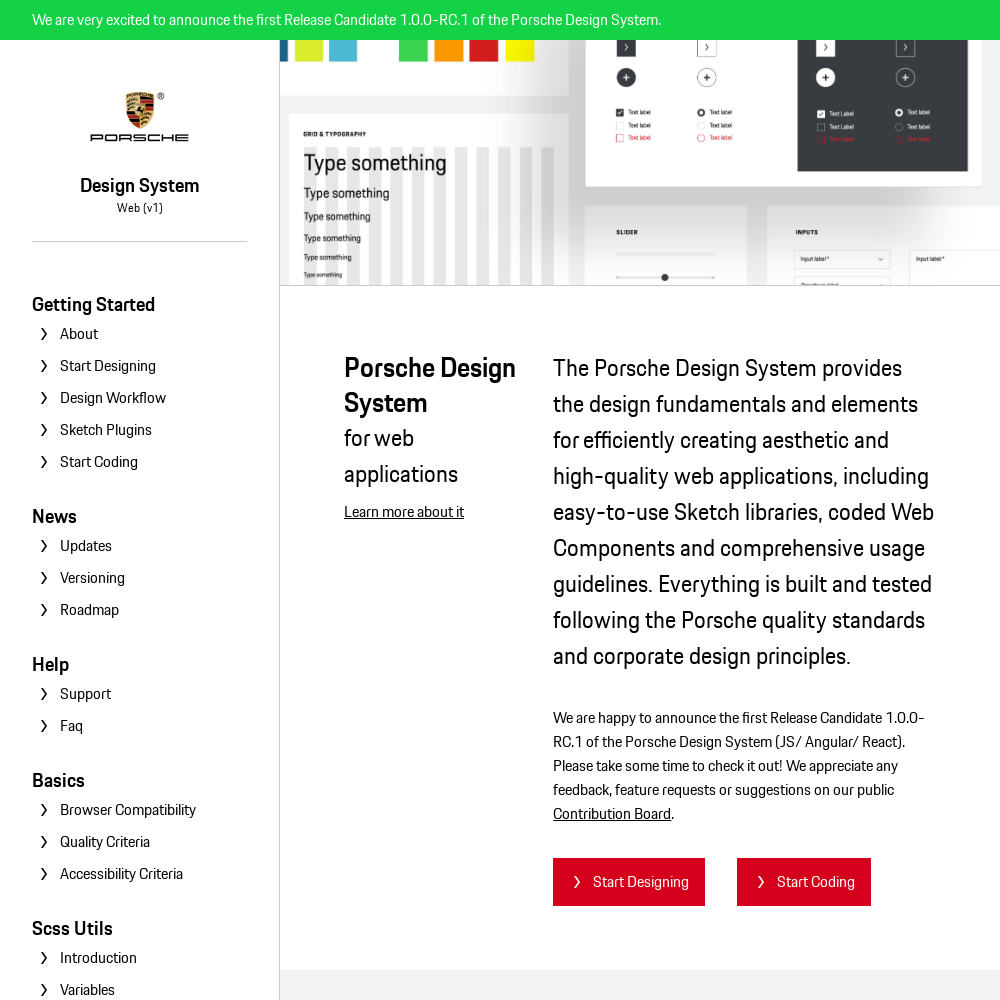 We are very excited to announce the first Release Candidate 1.0.0-RC.1 of the Porsche Design System.
®
PORSCHE
Design System
Web (v1)
Getting Started
About
Start Designing
Design Workflow
Sketch Plugins
Start Coding
News
Updates
Versioning
Roadmap
Help
Support
Faq
Basics
Browser Compatibility
Quality Criteria
Accessibility Criteria
Scss Utils
Introduction
Variables
GRID & TYPOGRAPHY
Type something
Type something
Type something
Type something
Type something
Type something
Text label
Text label
Text label
Text label
Text label
Text label
Text Label
Text label
Text Label
Text label
Text Label
Text label
SLIDER
INPUTS
Input label*
Input label*
Porsche Design
System
for web
applications
Learn more about it
The Porsche Design System provides
the design fundamentals and elements
for efficiently creating aesthetic and
high-quality web applications, including
easy-to-use Sketch libraries, coded Web
Components and comprehensive usage
guidelines. Everything is built and tested
following the Porsche quality standards
and corporate design principles.
We are happy to announce the first Release Candidate 1.0.0-
RC.1 of the Porsche Design System (JS/ Angular/ React).
Please take some time to check it out! We appreciate any
feedback, feature requests or suggestions on our public
Contribution Board.
Start Designing
Start Coding